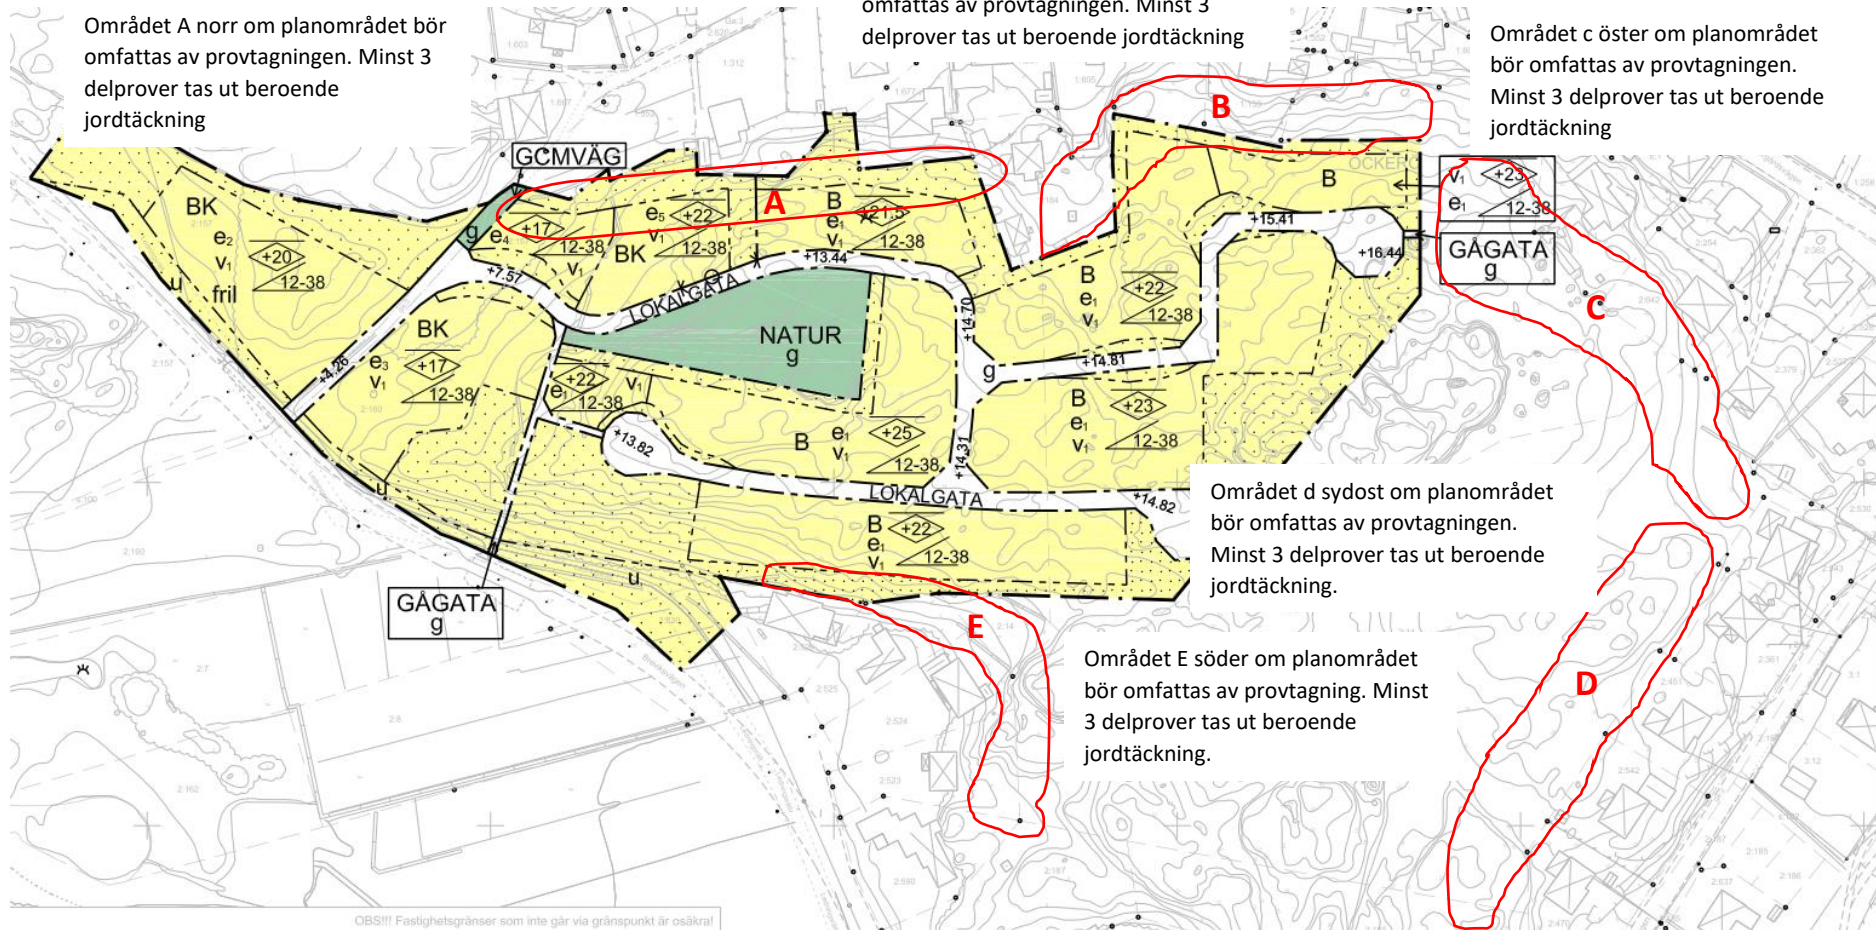 Området A norr om planområdet bör
omfattas av provtagningen. Minst 3
delprover tas ut beroende
jordtäckning
omfattas av provtagningen. Minst 3
delprover tas ut beroende jordtäckning
Området c öster om planområdet
bör omfattas av provtagningen.
Minst 3 delprover tas ut beroende
jordtäckning
GCMVÄG
A
B
C
D
E
BK
e2
v1
fril
+20
12-38
u
g
e4
+17
12-38
v1
BK
e5
v1
+22
12-38
B
e1
v1
+21.5
12-38
B
v1
+23
e1
12-38
GÅGATA
g
+15.41
+16.44
+7.57
+13.44
LOKALGATA
+14.70
NATUR
g
B
e1
v1
+22
12-38
+14.81
g
+4.26
BK
e3
v1
+17
12-38
+22
v1
e1
12-38
+13.82
B
e1
v1
+25
12-38
+14.31
B
e1
v1
+23
12-38
LOKALGATA
+14.82
u
B
e1
v1
+22
12-38
u
GÅGATA
g
Området d sydost om planområdet
bör omfattas av provtagningen.
Minst 3 delprover tas ut beroende
jordtäckning.
Området E söder om planområdet
bör omfattas av provtagning. Minst
3 delprover tas ut beroende
jordtäckning.
OBS!!! Fastighetsgränser som inte går via gränspunkt är osäkra!